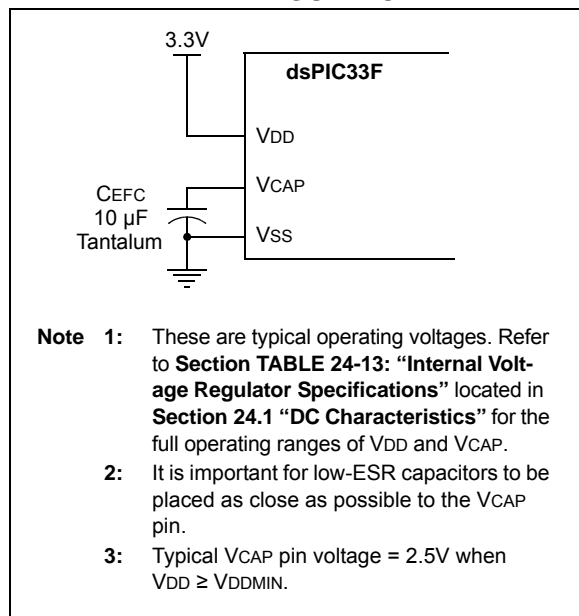 3.3V
dsPIC33F
VDD
VCAP
CEFC
10 µF
Tantalum
VSS
Note 1: These are typical operating voltages. Refer
to Section TABLE 24-13: “Internal Volt-
age Regulator Specifications” located in
Section 24.1 “DC Characteristics” for the
full operating ranges of VDD and VCAP.
2: It is important for low-ESR capacitors to be
placed as close as possible to the VCAP
pin.
3: Typical VCAP pin voltage = 2.5V when
VDD ≥ VDDMIN.